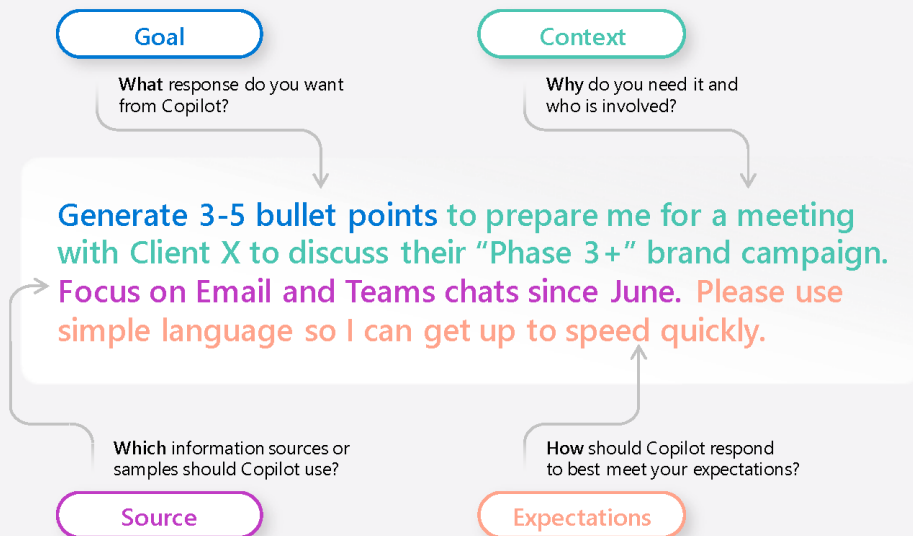 Goal
Context
What response do you want
from Copilot?
Why do you need it and
who is involved?
Generate 3-5 bullet points to prepare me for a meeting
with Client X to discuss their “Phase 3+” brand campaign.
Focus on Email and Teams chats since June. Please use
simple language so I can get up to speed quickly.
Which information sources or
samples should Copilot use?
How should Copilot respond
to best meet your expectations?
Source
Expectations